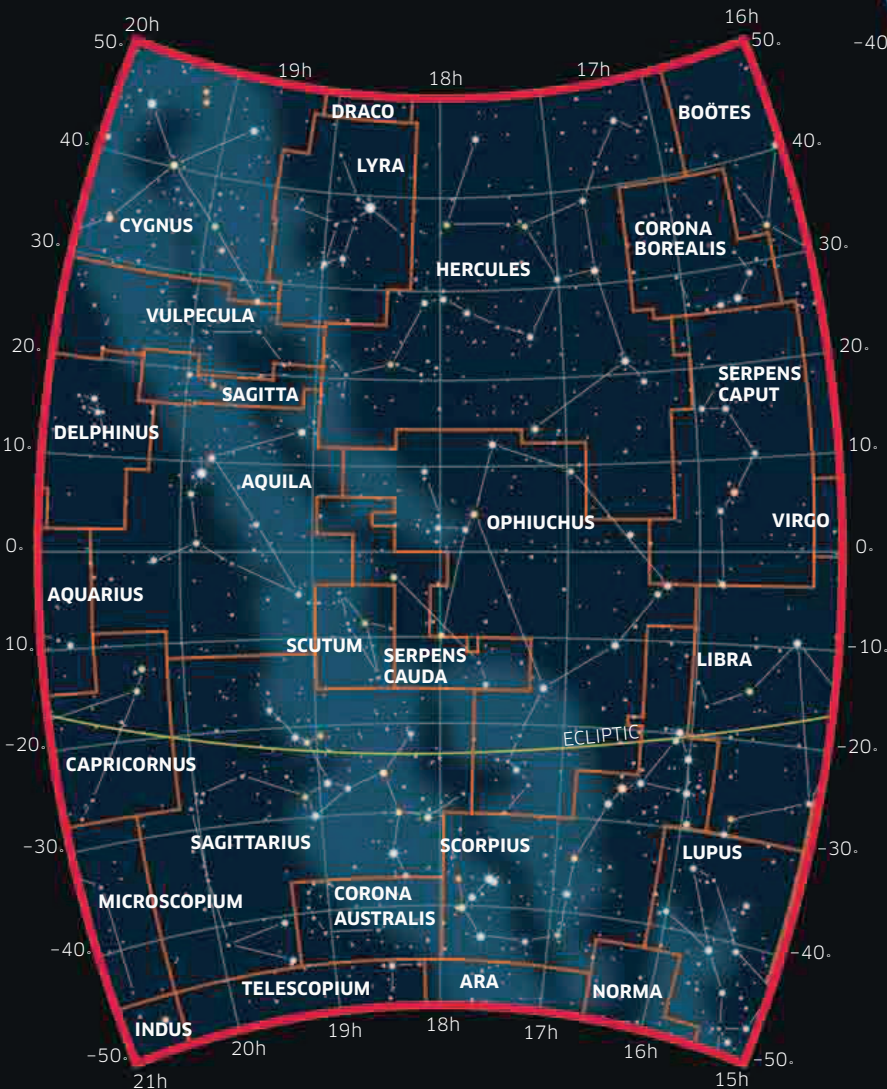 20h
16h
50°
50°
-40
19h
18h
17h
DRACO
BOÖTES
40°
40°
LYRA
CYGNUS
CORONA
BOREALIS
30°
30°
HERCULES
VULPECULA
20°
20°
SERPENS
CAPUT
SAGITTA
DELPHINUS
10°
10°
AQUILA
OPHIUCHUS
VIRGO
0°
0°
AQUARIUS
SCUTUM
SERPENS
CAUDA
10°
-10°
LIBRA
ECLIPTIC
-20°
-20°
CAPRICORNUS
SAGITTARIUS
SCORPIUS
-30°
-30°
LUPUS
MICROSCOPIUM
CORONA
AUSTRALIS
-40°
-40°
TELESCOPIUM
ARA
NORMA
INDUS
-50°
-50°
21h
20h
19h
18h
17h
16h
15h